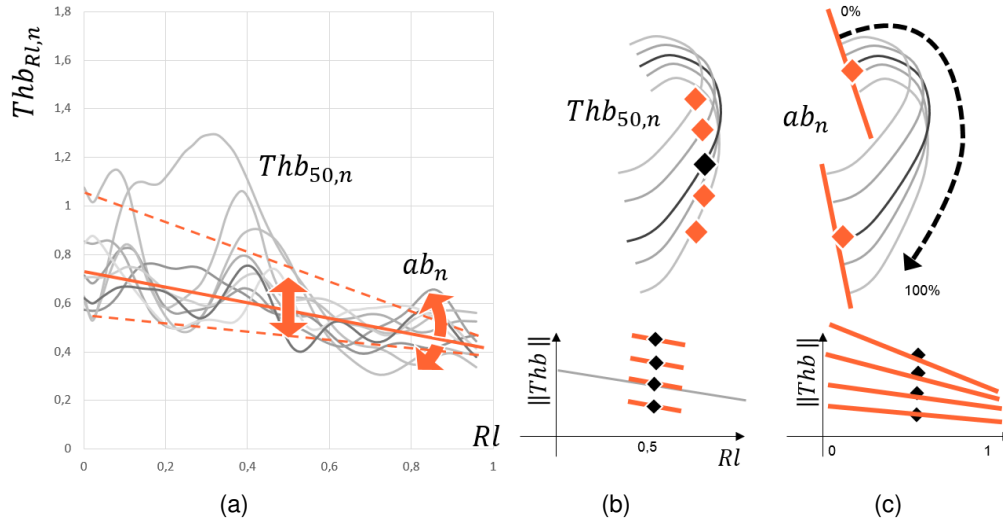 Thb_{Rl,n}
1,8
1,6
1,4
1,2
1
0,8
0,6
0,4
0,2
0
0 0,2 0,4 0,6 0,8 1
Thb_{50,n}
ab_n
Rl
(a)
Thb_{50,n}
||Thb||
0,5
Rl
(b)
0%
ab_n
100%
||Thb||
0 1
(c)